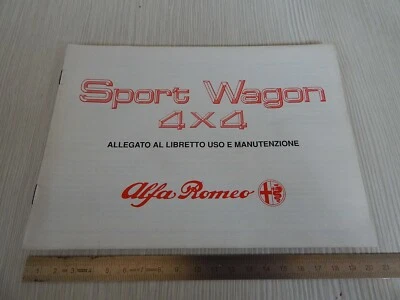 Sport Wagon
4x4
ALLEGATO AL LIBRETTO USO E MANUTENZIONE
Alfa Romeo